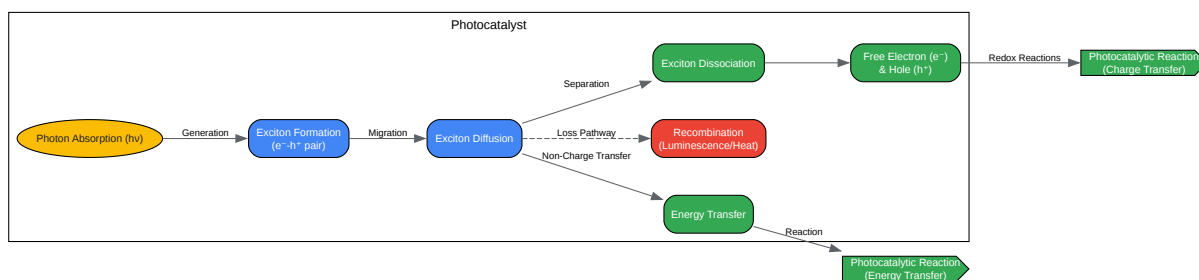 Photocatalyst
Photon Absorption (hν)
Generation
Exciton Formation
(e⁻-h⁺ pair)
Migration
Exciton Diffusion
Separation
Exciton Dissociation
Free Electron (e⁻)
& Hole (h⁺)
Redox Reactions
Photocatalytic Reaction
(Charge Transfer)
Loss Pathway
Recombination
(Luminescence/Heat)
Non-Charge Transfer
Energy Transfer
Reaction
Photocatalytic Reaction
(Energy Transfer)